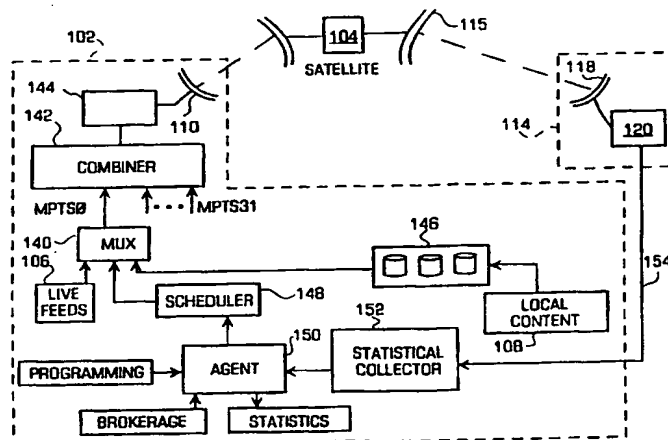 102
104
SATELLITE
115
144
110
118
120
114
142
COMBINER
MPTS0
MPTS31
140
MUX
146
154
106
LIVE
FEEDS
SCHEDULER
148
LOCAL
CONTENT
108
152
150
PROGRAMMING
AGENT
STATISTICAL
COLLECTOR
BROKERAGE
STATISTICS